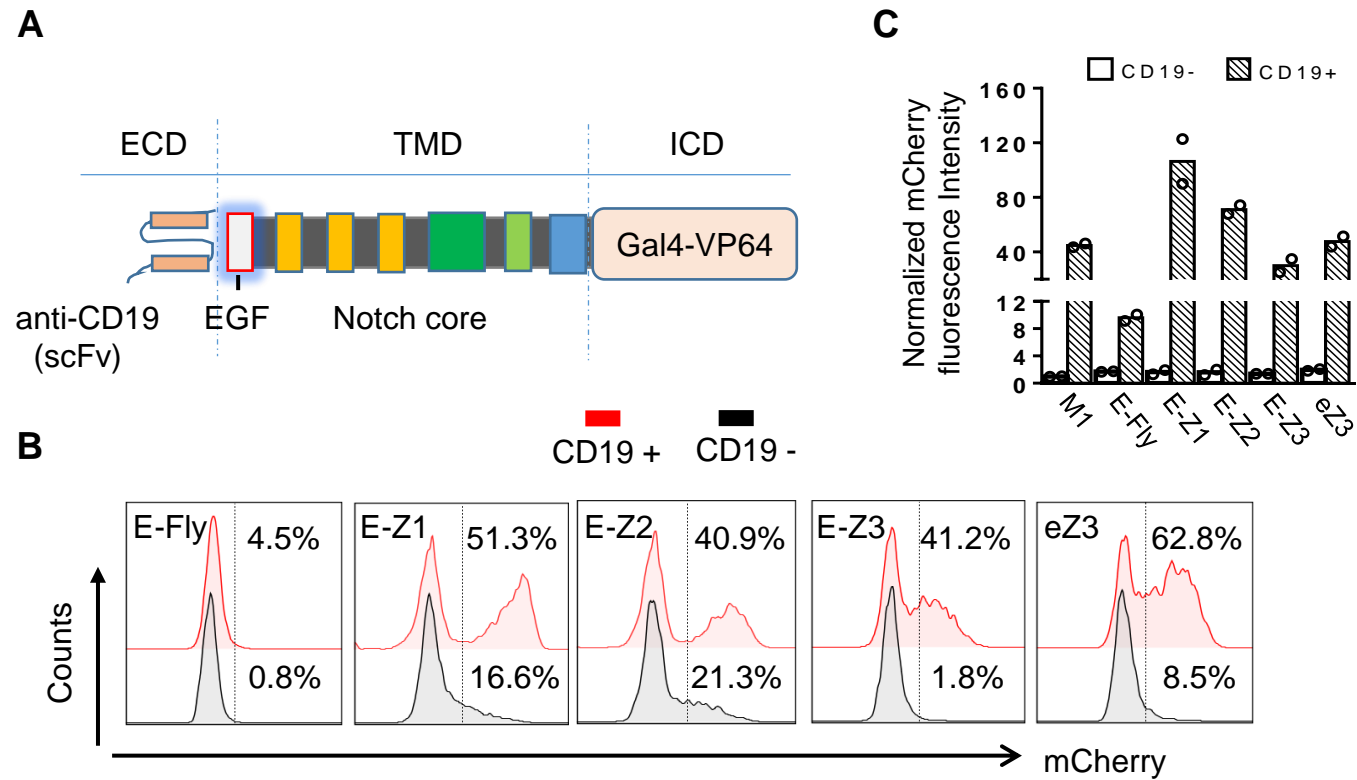 A
ECD
TMD
ICD
Gal4-VP64
anti-CD19
(scFv)
EGF
Notch core
C
CD19-
CD19+
Normalized mCherry
fluorescence Intensity
160
120
80
40
12
8
4
0
M1
E-Fly
E-Z1
E-Z2
E-Z3
eZ3
B
CD19 +
CD19 -
Counts
E-Fly
4.5%
0.8%
E-Z1
51.3%
16.6%
E-Z2
40.9%
21.3%
E-Z3
41.2%
1.8%
eZ3
62.8%
8.5%
mCherry